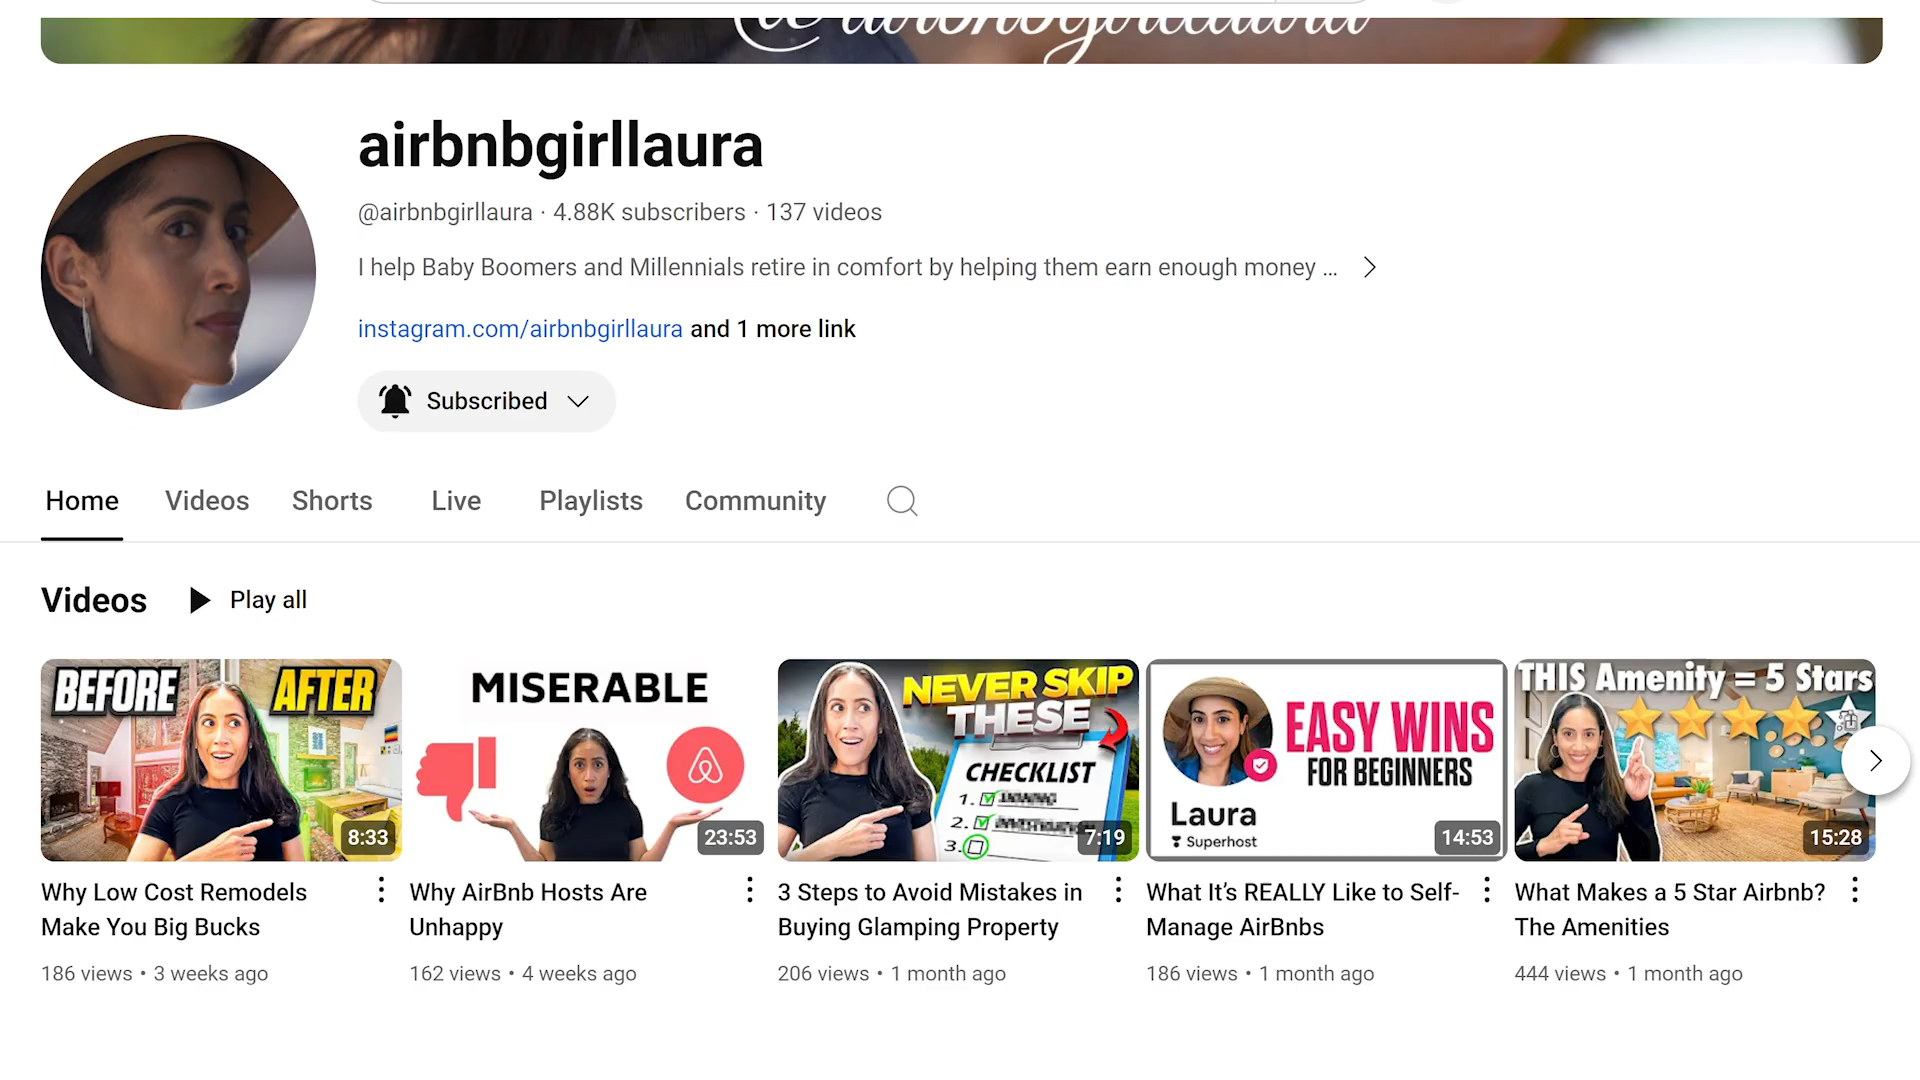 @airbnbgirllaura
airbnbgirllaura
@airbnbgirllaura · 4.88K subscribers · 137 videos
I help Baby Boomers and Millennials retire in comfort by helping them earn enough money ...
instagram.com/airbnbgirllaura and 1 more link
Subscribed
Home Videos Shorts Live Playlists Community
Videos Play all
BEFORE AFTER
8:33
MISERABLE
23:53
NEVER SKIP
THESE
CHECKLIST
1.
2.
3.
7:19
EASY WINS
FOR BEGINNERS
Laura
Superhost
14:53
THIS Amenity = 5 Stars
15:28
Why Low Cost Remodels
Make You Big Bucks
186 views • 3 weeks ago
Why AirBnb Hosts Are
Unhappy
162 views • 4 weeks ago
3 Steps to Avoid Mistakes in
Buying Glamping Property
206 views • 1 month ago
What It’s REALLY Like to Self-
Manage AirBnbs
186 views • 1 month ago
What Makes a 5 Star Airbnb?
The Amenities
444 views • 1 month ago